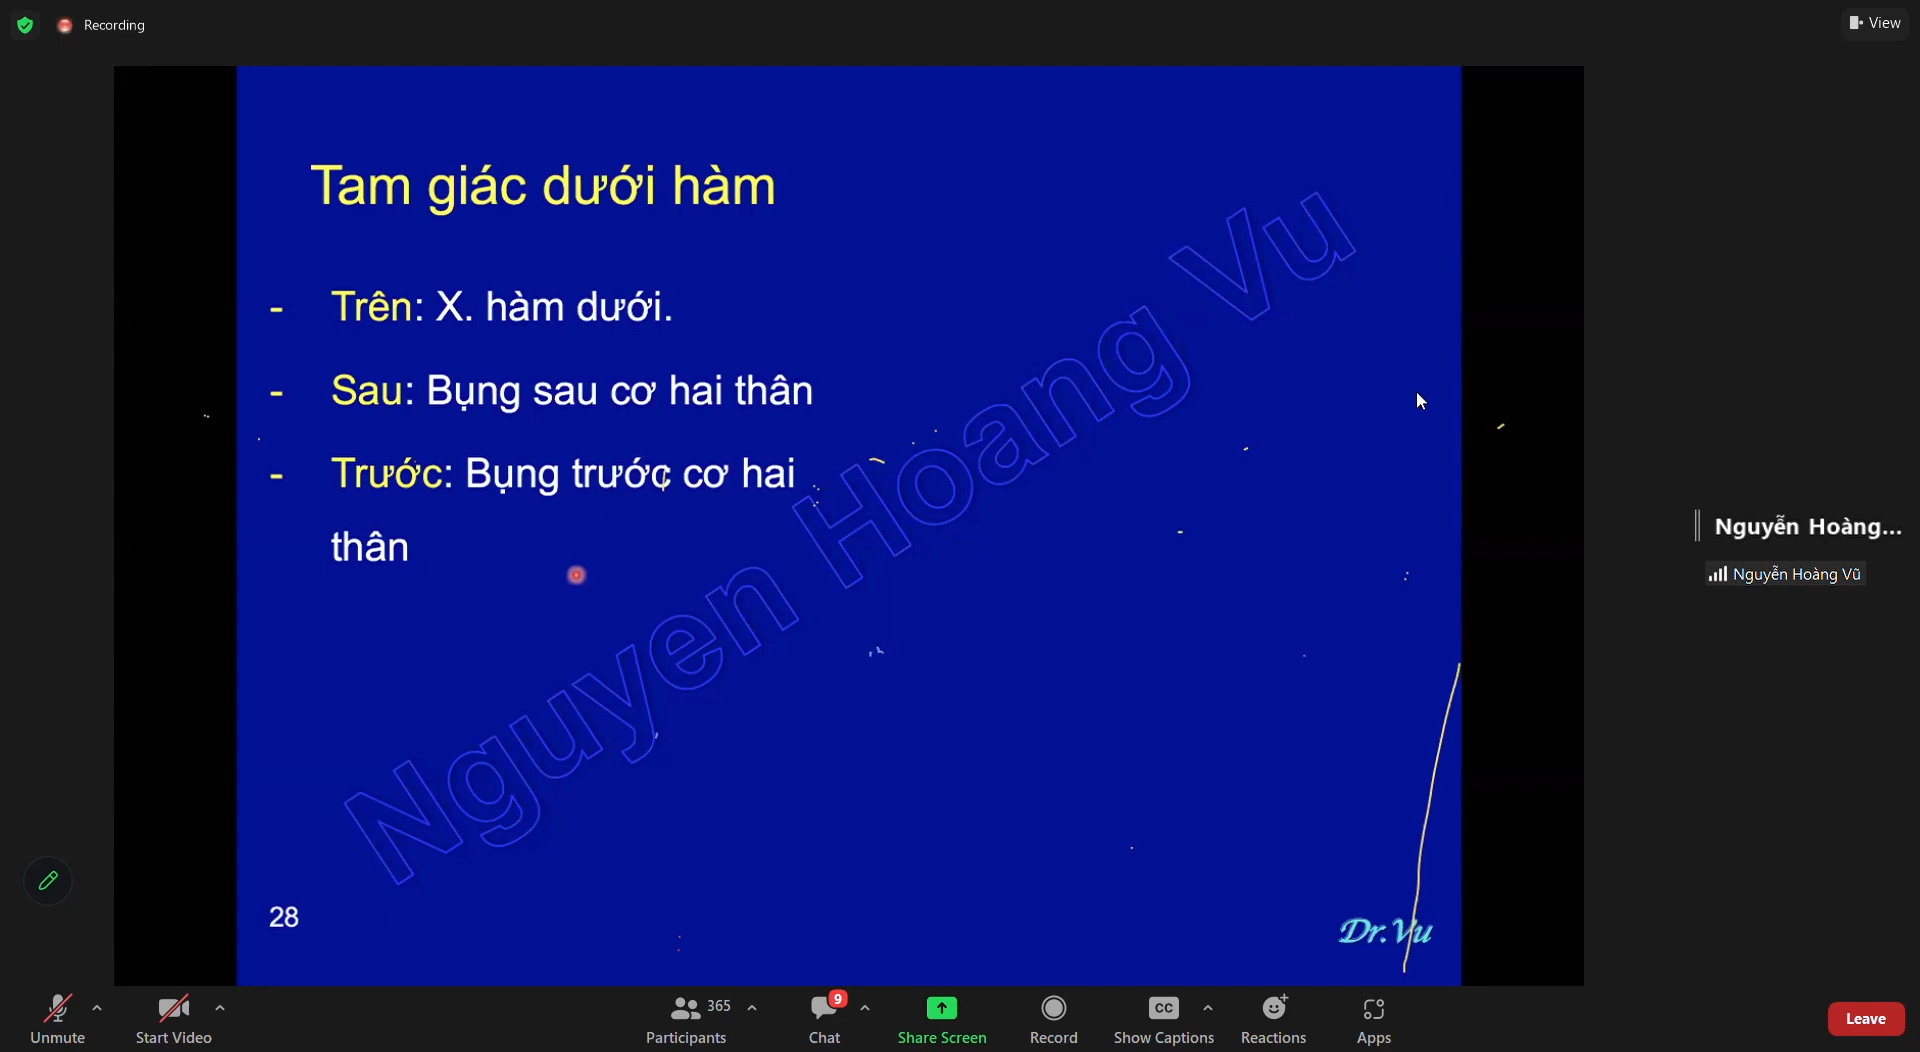 Recording
View
Tam giác dưới hàm
- Trên: X. hàm dưới.
- Sau: Bụng sau cơ hai thân
- Trước: Bụng trước cơ hai
thân
Nguyen Hoang Vu
Nguyễn Hoàng...
Nguyễn Hoàng Vũ
28
Dr.Vu
365
9
CC
Unmute
Start Video
Participants
Chat
Share Screen
Record
Show Captions
Reactions
Apps
Leave